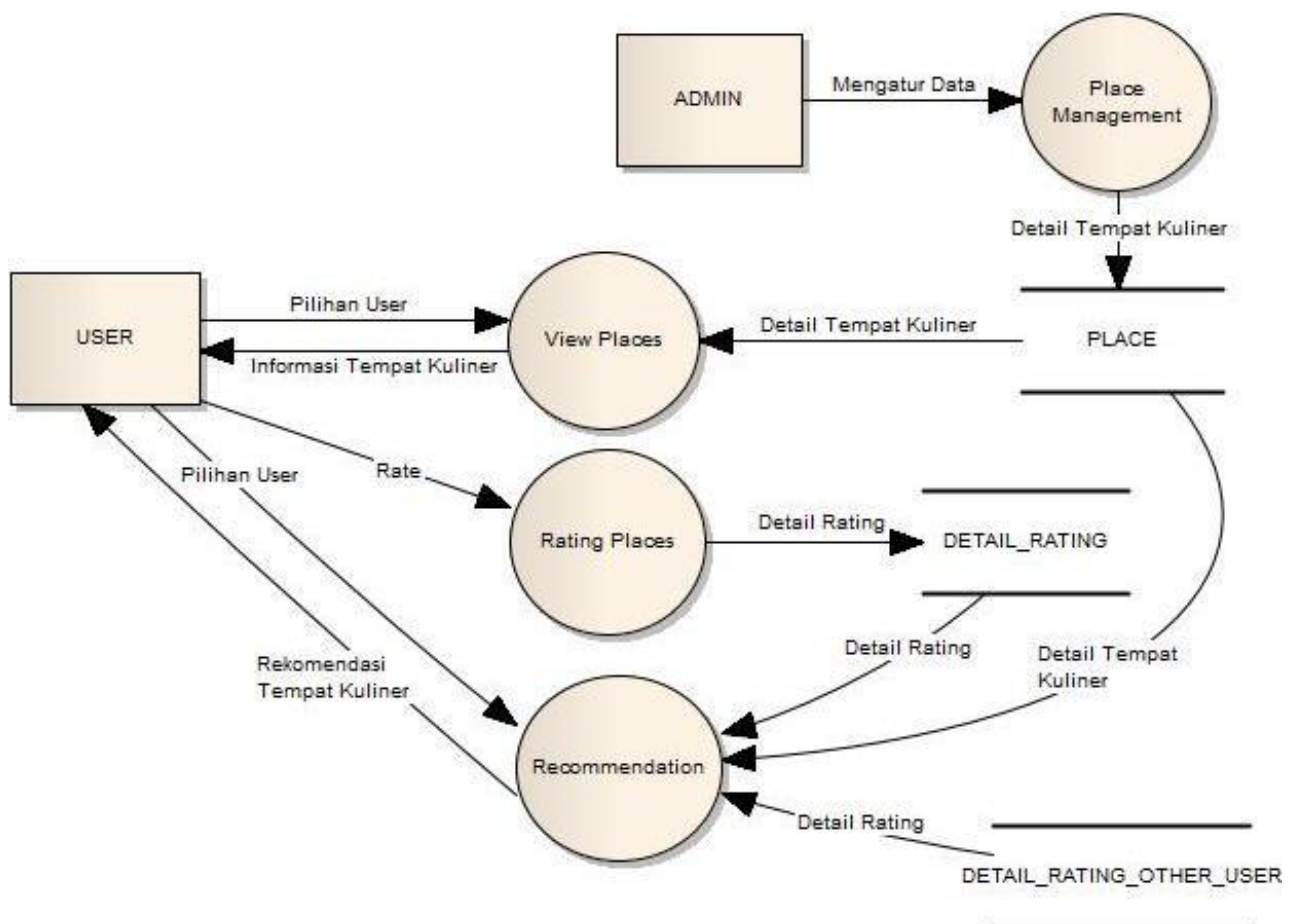 ADMIN
Mengatur Data
Place
Management
Detail Tempat Kuliner
USER
Pilihan User
Informasi Tempat Kuliner
View Places
Detail Tempat Kuliner
PLACE
Pilihan User
Rate
Rating Places
Detail Rating
DETAIL_RATING
Rekomendasi
Tempat Kuliner
Detail Rating
Detail Tempat
Kuliner
Recommendation
Detail Rating
DETAIL_RATING_OTHER_USER